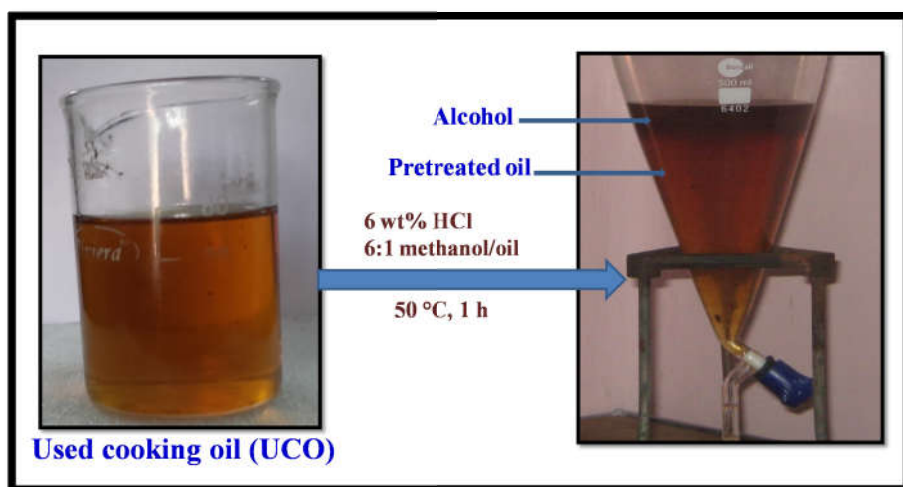 Alcohol
Pretreated oil
6 wt% HCl
6:1 methanol/oil
50 °C, 1 h
Used cooking oil (UCO)
500 ml
6402